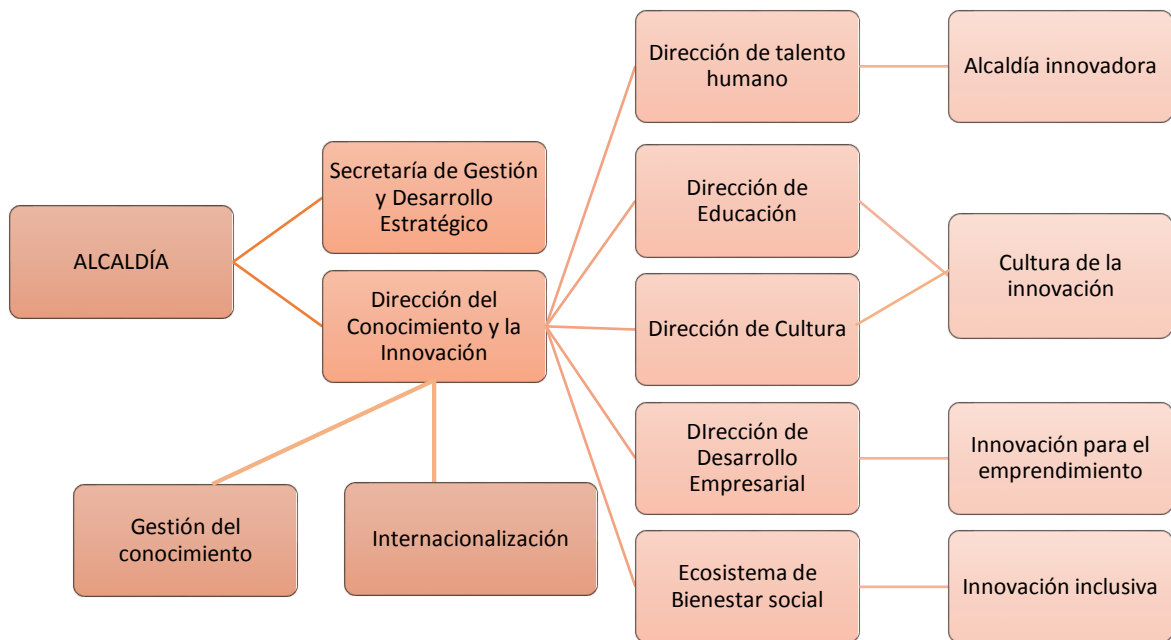 ALCALDÍA
Secretaría de Gestión
y Desarrollo
Estratégico
Dirección del
Conocimiento y la
Innovación
Gestión del
conocimiento
Internacionalización
Dirección de talento
humano
Alcaldía innovadora
Dirección de
Educación
Dirección de Cultura
Cultura de la
innovación
DIrección de
Desarrollo
Empresarial
Innovación para el
emprendimiento
Ecosistema de
Bienestar social
Innovación inclusiva